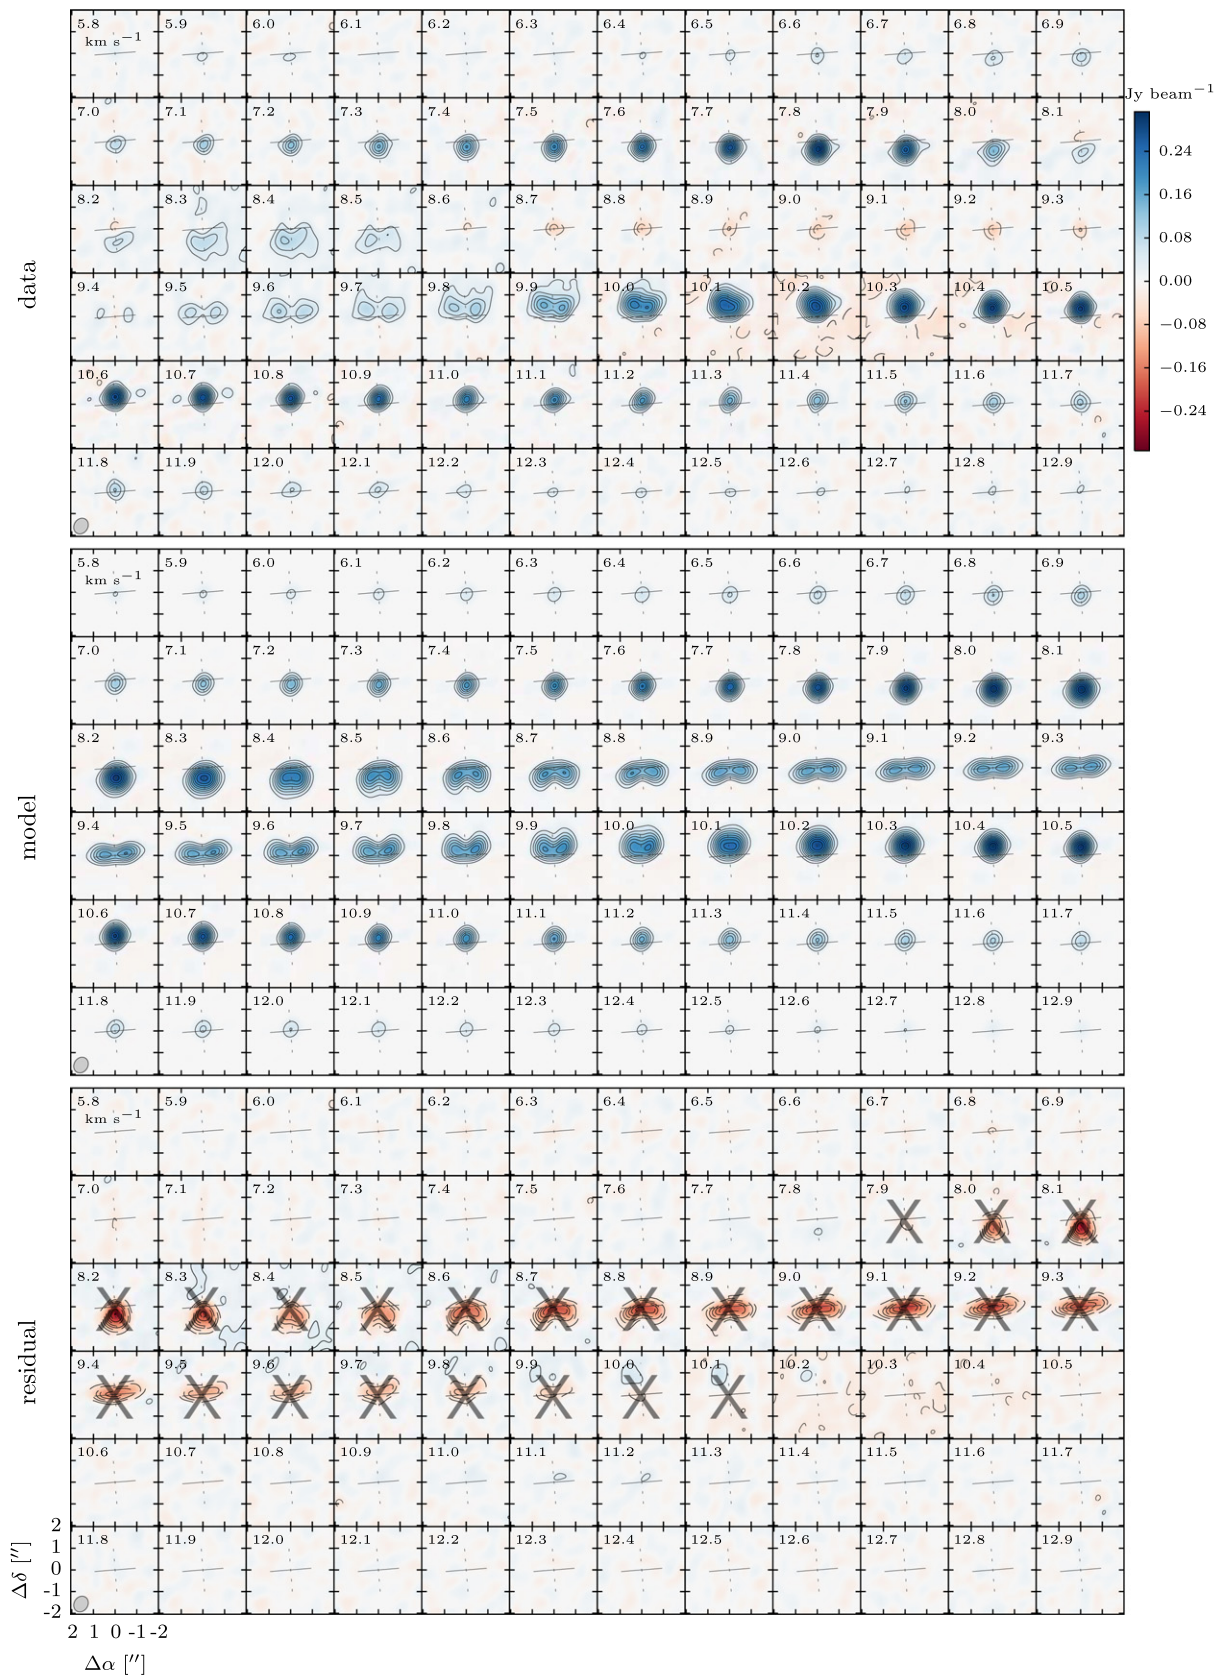 5.8 5.9 6.0 6.1 6.2 6.3 6.4 6.5 6.6 6.7 6.8 6.9
km s−1
Jy beam−1
7.0 7.1 7.2 7.3 7.4 7.5 7.6 7.7 7.8 7.9 8.0 8.1
0.24
0.16
8.2 8.3 8.4 8.5 8.6 8.7 8.8 8.9 9.0 9.1 9.2 9.3
0.08
0.00
data
9.4 9.5 9.6 9.7 9.8 9.9 10.0 10.1 10.2 10.3 10.4 10.5
−0.08
−0.16
10.6 10.7 10.8 10.9 11.0 11.1 11.2 11.3 11.4 11.5 11.6 11.7
−0.24
11.8 11.9 12.0 12.1 12.2 12.3 12.4 12.5 12.6 12.7 12.8 12.9
5.8 5.9 6.0 6.1 6.2 6.3 6.4 6.5 6.6 6.7 6.8 6.9
km s−1
7.0 7.1 7.2 7.3 7.4 7.5 7.6 7.7 7.8 7.9 8.0 8.1
8.2 8.3 8.4 8.5 8.6 8.7 8.8 8.9 9.0 9.1 9.2 9.3
model
9.4 9.5 9.6 9.7 9.8 9.9 10.0 10.1 10.2 10.3 10.4 10.5
10.6 10.7 10.8 10.9 11.0 11.1 11.2 11.3 11.4 11.5 11.6 11.7
11.8 11.9 12.0 12.1 12.2 12.3 12.4 12.5 12.6 12.7 12.8 12.9
5.8 5.9 6.0 6.1 6.2 6.3 6.4 6.5 6.6 6.7 6.8 6.9
km s−1
7.0 7.1 7.2 7.3 7.4 7.5 7.6 7.7 7.8 7.9 8.0 8.1
X X X
8.2 8.3 8.4 8.5 8.6 8.7 8.8 8.9 9.0 9.1 9.2 9.3
X X X X X X X X X X X X
residual
9.4 9.5 9.6 9.7 9.8 9.9 10.0 10.1 10.2 10.3 10.4 10.5
X X X X X X X X
10.6 10.7 10.8 10.9 11.0 11.1 11.2 11.3 11.4 11.5 11.6 11.7
11.8 11.9 12.0 12.1 12.2 12.3 12.4 12.5 12.6 12.7 12.8 12.9
2
1
0
-1
-2
Δδ [″]
2 1 0 -1 -2
Δα [″]